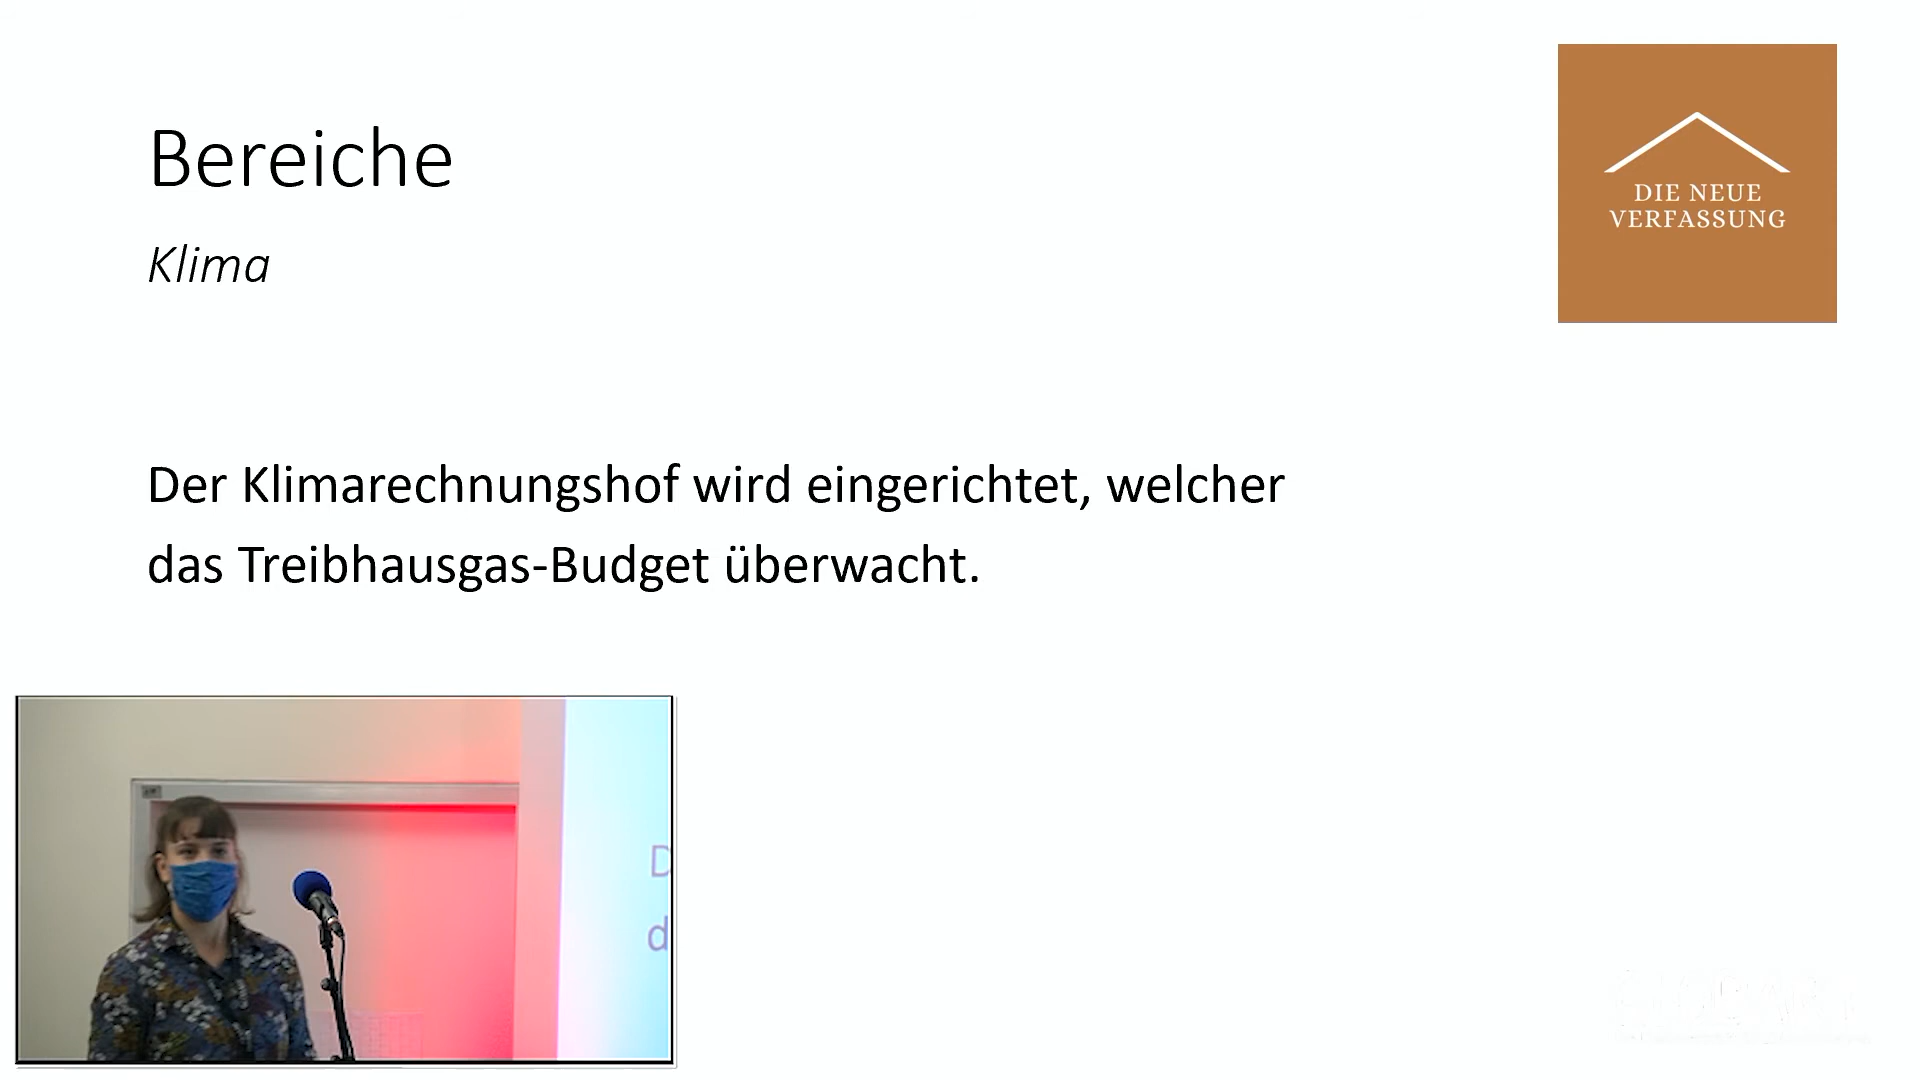 Bereiche
Klima
DIE NEUE
VERFASSUNG
Der Klimarechnungshof wird eingerichtet, welcher
das Treibhausgas-Budget überwacht.
D
d